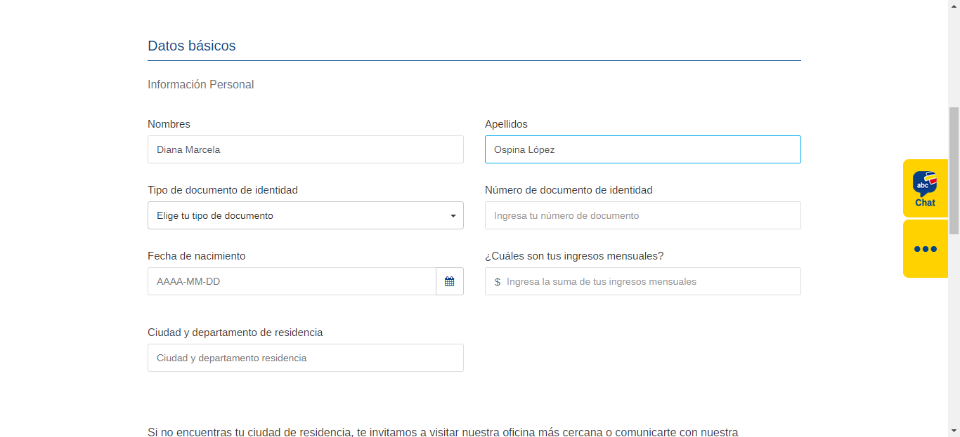 Datos básicos
Información Personal
Nombres
Apellidos
Diana Marcela
Ospina López
Tipo de documento de identidad
Número de documento de identidad
Elige tu tipo de documento
Ingresa tu número de documento
Fecha de nacimiento
¿Cuáles son tus ingresos mensuales?
AAAA-MM-DD
$ Ingresa la suma de tus ingresos mensuales
Ciudad y departamento de residencia
Ciudad y departamento residencia
Si no encuentras tu ciudad de residencia, te invitamos a visitar nuestra oficina más cercana o comunicarte con nuestra
abc
Chat